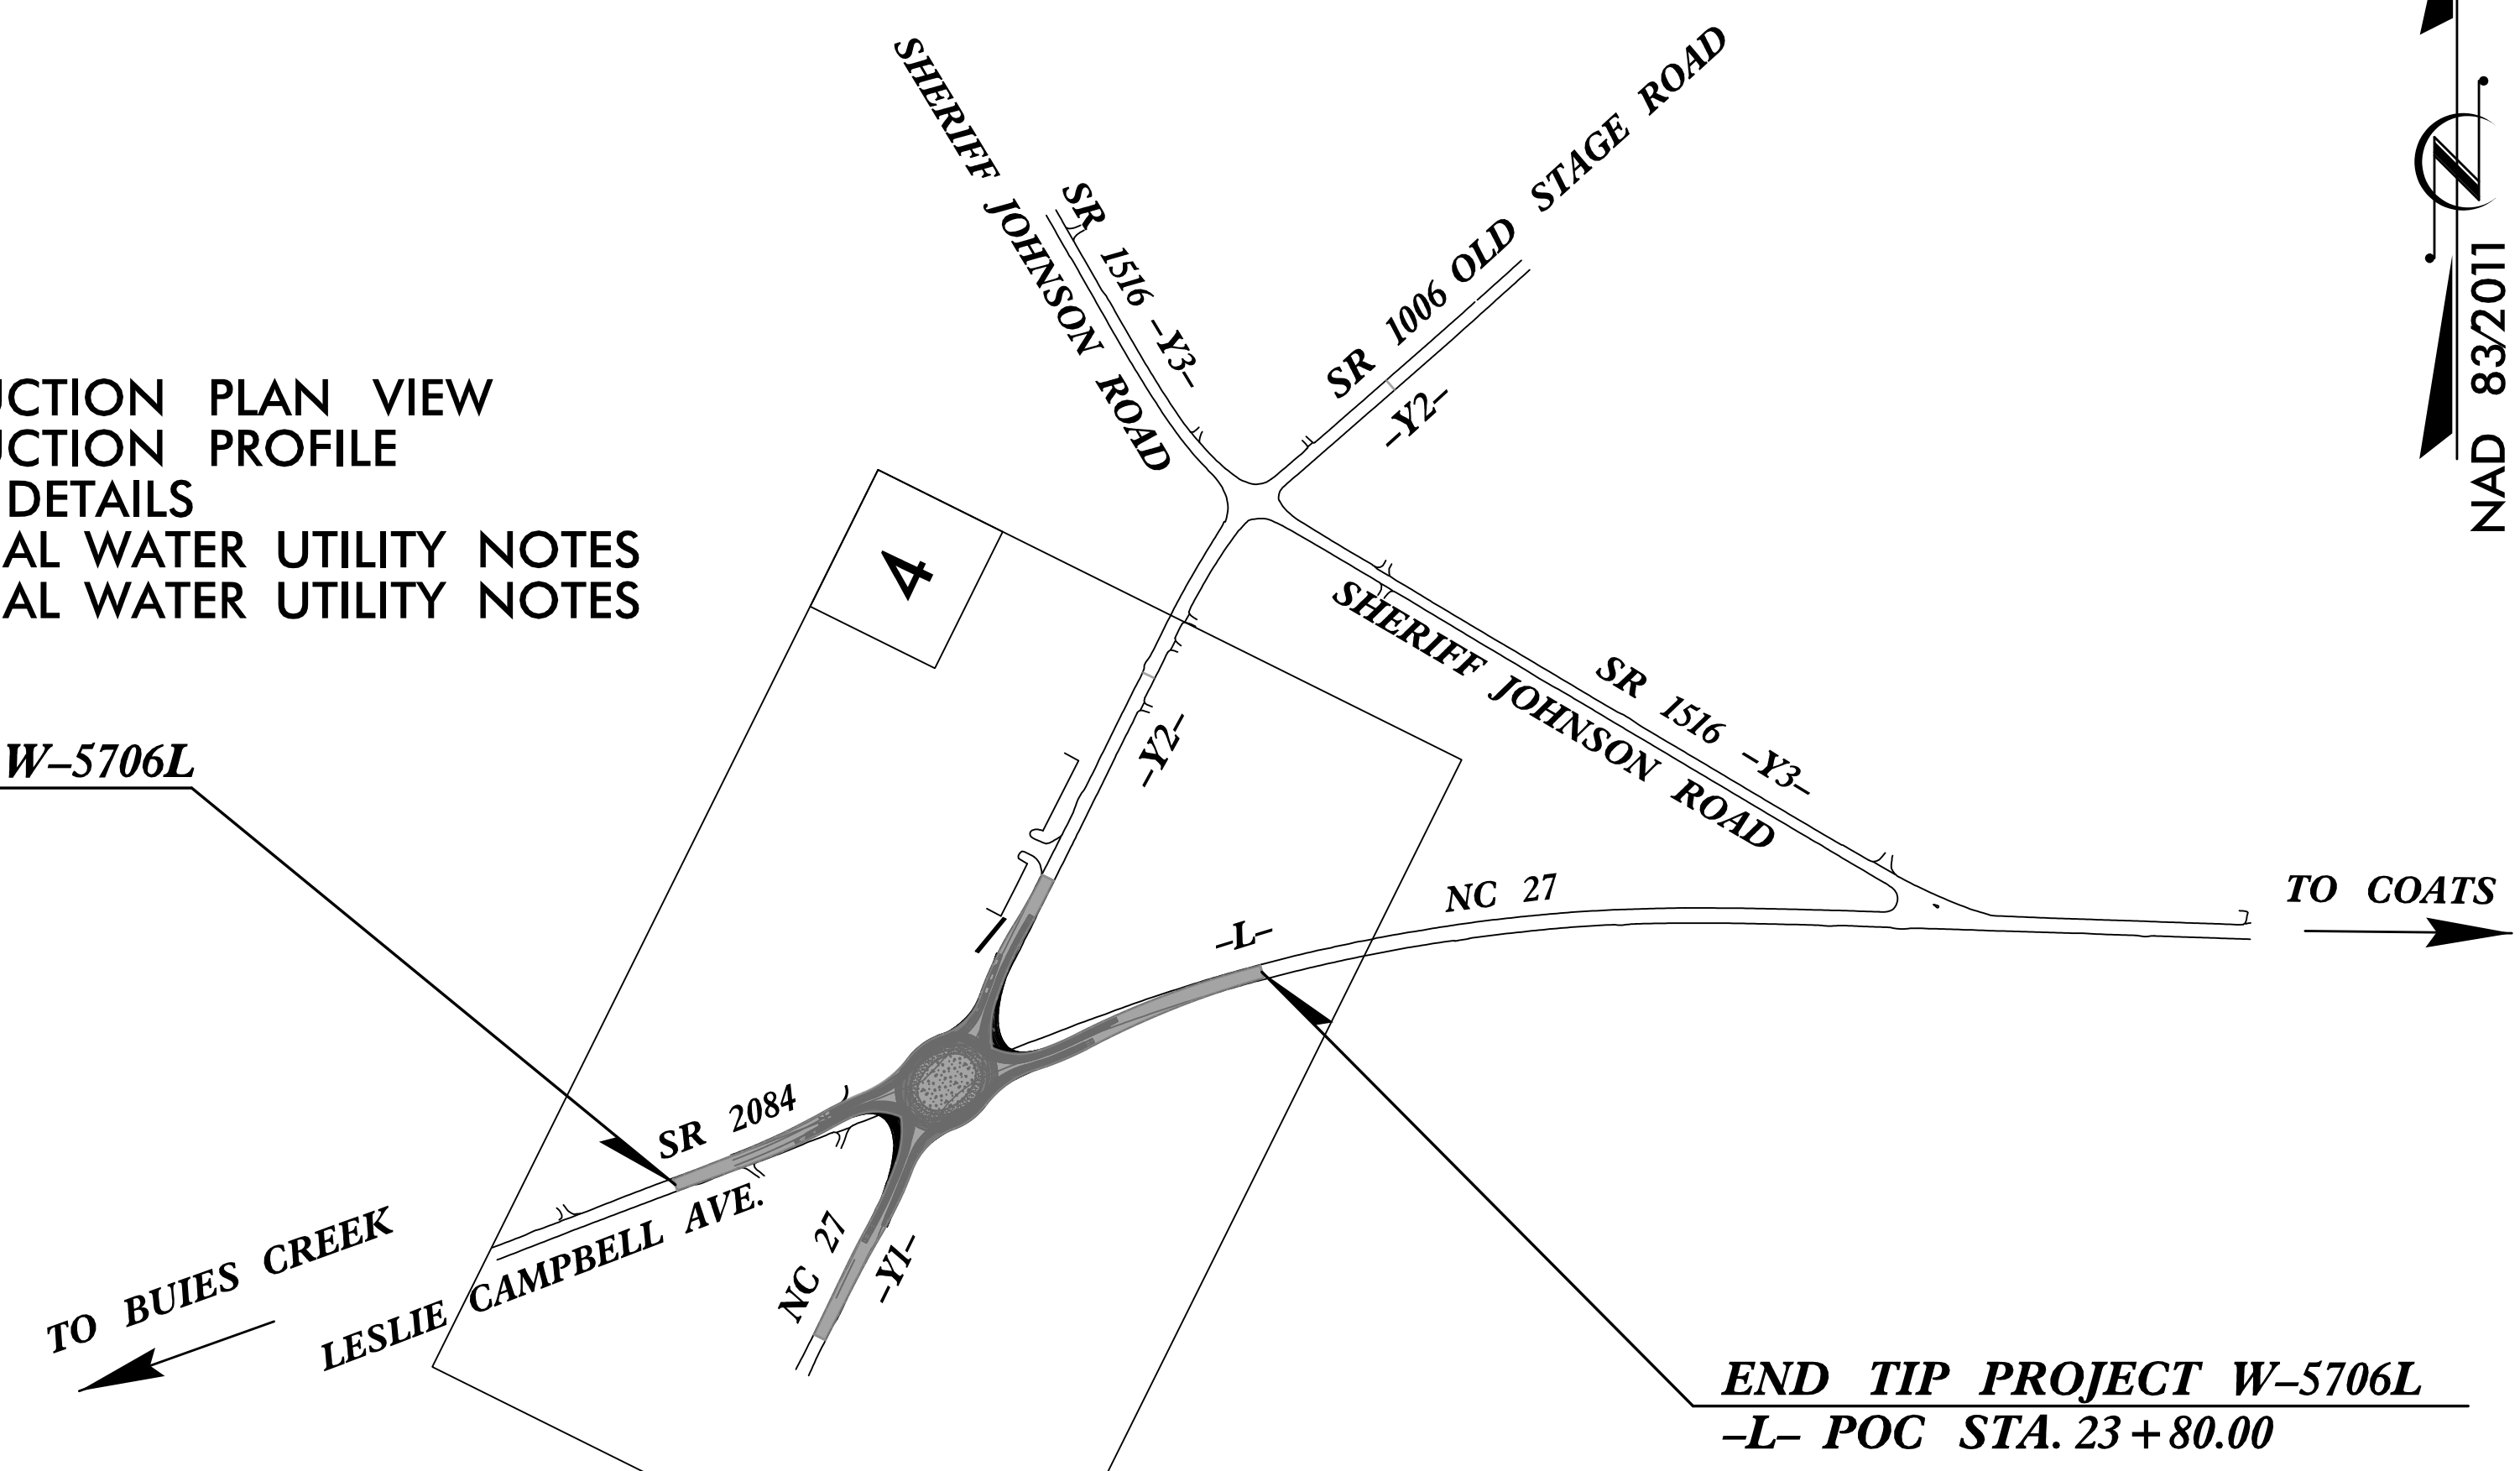 SHERIFF JOHNSON ROAD
SR 1516 -Y3-
SR 1006 OLD STAGE ROAD
-Y2-
N
NAD 83/2011
UCTION PLAN VIEW
UCTION PROFILE
DETAILS
AL WATER UTILITY NOTES
AL WATER UTILITY NOTES
4
SHERIFF JOHNSON ROAD
SR 1516 -Y3-
W-5706L
-Y2-
NC 27
-L-
TO COATS
SR 2084
LESLIE CAMPBELL AVE.
TO BUIES CREEK
NC 27
-Y1-
END TIP PROJECT W-5706L
-L- POC STA. 23+80.00